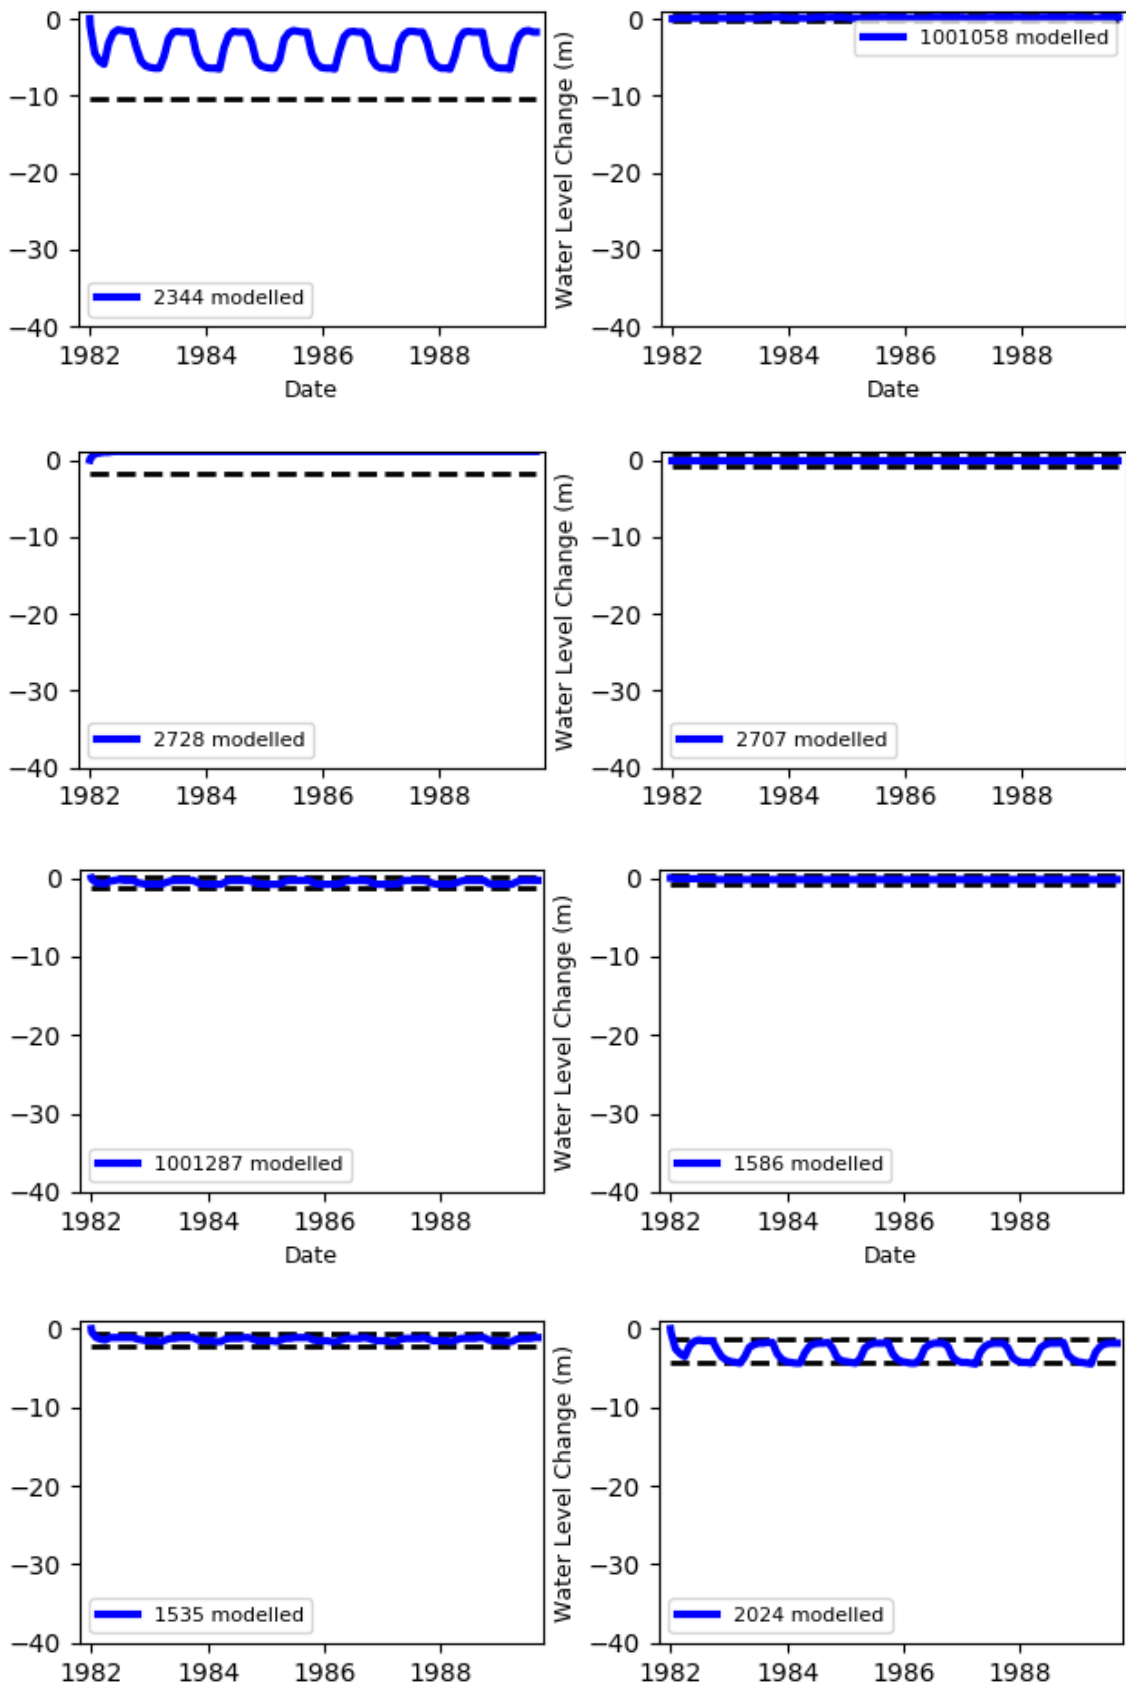 0
−10
−20
−30
−40
2344 modelled
1982 1984 1986 1988
Date
Water Level Change (m)
0
−10
−20
−30
−40
1001058 modelled
1982 1984 1986 1988
Date
0
−10
−20
−30
−40
2728 modelled
1982 1984 1986 1988
Water Level Change (m)
0
−10
−20
−30
−40
2707 modelled
1982 1984 1986 1988
0
−10
−20
−30
−40
1001287 modelled
1982 1984 1986 1988
Date
Water Level Change (m)
0
−10
−20
−30
−40
1586 modelled
1982 1984 1986 1988
Date
0
−10
−20
−30
−40
1535 modelled
1982 1984 1986 1988
Water Level Change (m)
0
−10
−20
−30
−40
2024 modelled
1982 1984 1986 1988